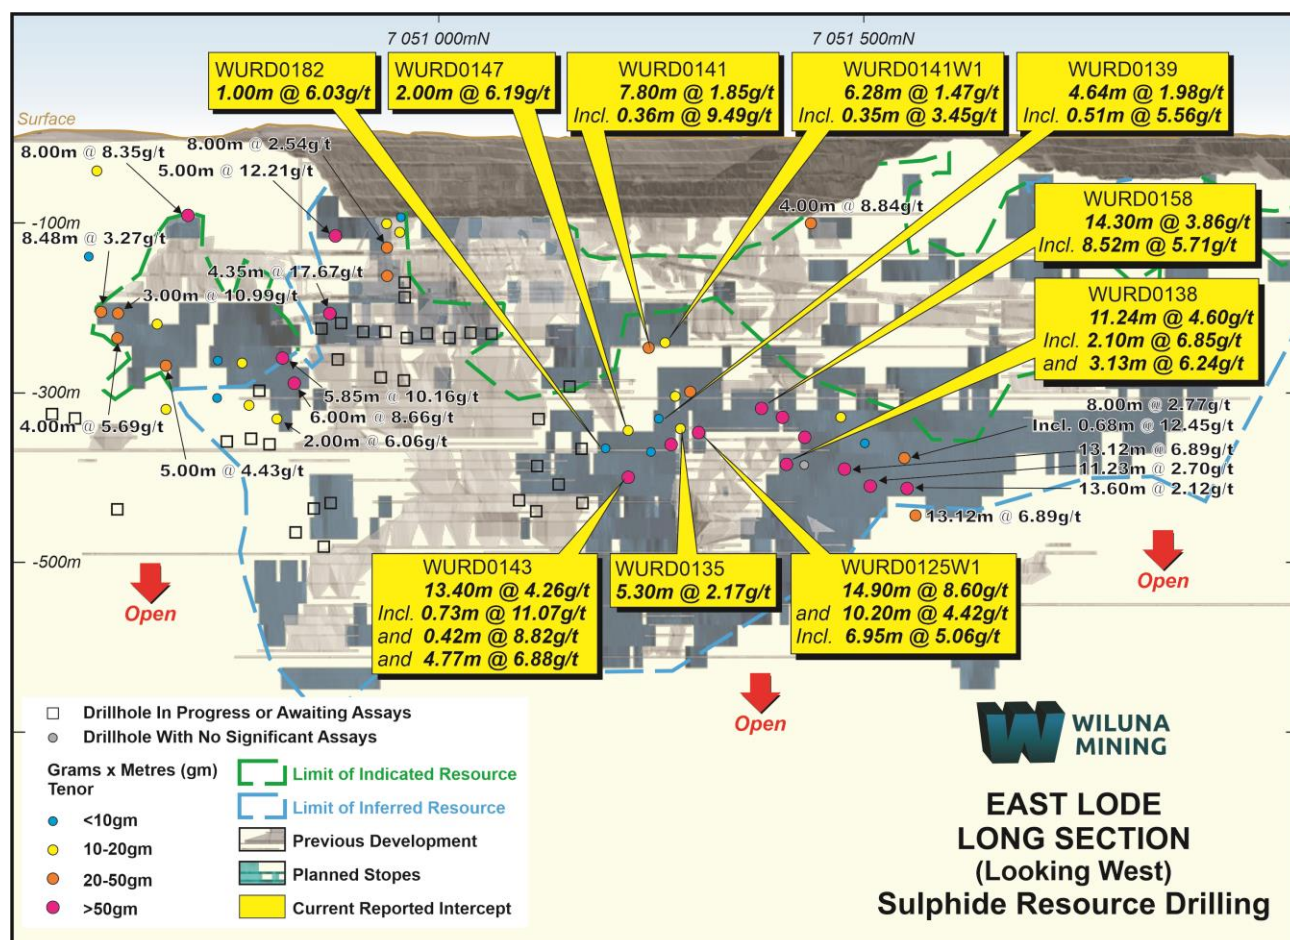 7 051 000mN
7 051 500mN
WURD0182
1.00m @ 6.03g/t
WURD0147
2.00m @ 6.19g/t
WURD0141
7.80m @ 1.85g/t
Incl. 0.36m @ 9.49g/t
WURD0141W1
6.28m @ 1.47g/t
Incl. 0.35m @ 3.45g/t
WURD0139
4.64m @ 1.98g/t
Incl. 0.51m @ 5.56g/t
Surface
8.00m @ 8.35g/t
8.00m @ 2.54g/t
5.00m @ 12.21g/t
4.00m @ 8.84g/t
WURD0158
14.30m @ 3.86g/t
Incl. 8.52m @ 5.71g/t
-100m
8.48m @ 3.27g/t
4.35m @ 17.67g/t
3.00m @ 10.99g/t
WURD0138
11.24m @ 4.60g/t
Incl. 2.10m @ 6.85g/t
and 3.13m @ 6.24g/t
-300m
5.85m @ 10.16g/t
6.00m @ 8.66g/t
4.00m @ 5.69g/t
2.00m @ 6.06g/t
5.00m @ 4.43g/t
8.00m @ 2.77g/t
Incl. 0.68m @ 12.45g/t
13.12m @ 6.89g/t
11.23m @ 2.70g/t
13.60m @ 2.12g/t
13.12m @ 6.89g/t
-500m
WURD0143
13.40m @ 4.26g/t
Incl. 0.73m @ 11.07g/t
and 0.42m @ 8.82g/t
and 4.77m @ 6.88g/t
WURD0135
5.30m @ 2.17g/t
WURD0125W1
14.90m @ 8.60g/t
and 10.20m @ 4.42g/t
Incl. 6.95m @ 5.06g/t
Open
Open
Open
Drillhole In Progress or Awaiting Assays
Drillhole With No Significant Assays
Grams x Metres (gm)
Tenor
<10gm
10-20gm
20-50gm
>50gm
Limit of Indicated Resource
Limit of Inferred Resource
Previous Development
Planned Stopes
Current Reported Intercept
W WILUNA
MINING
EAST LODE
LONG SECTION
(Looking West)
Sulphide Resource Drilling